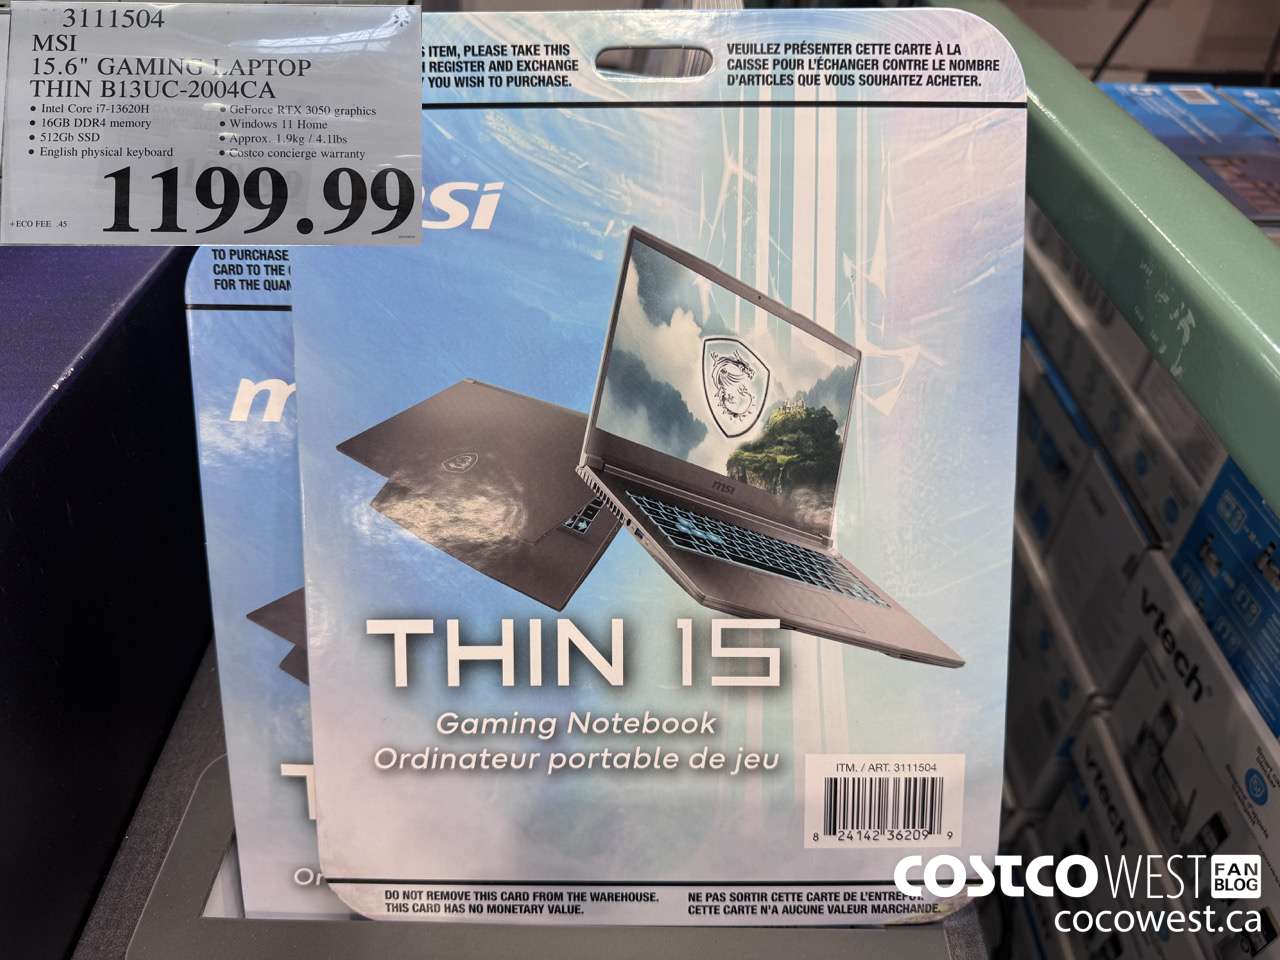 3111504
MSI
15.6" GAMING LAPTOP
THIN B13UC-2004CA
• Intel Core i7-13620H
• 16GB DDR4 memory
• 512Gb SSD
• English physical keyboard
• GeForce RTX 3050 graphics
• Windows 11 Home
• Approx. 1.9kg / 4.1lbs
• Costco concierge warranty
+ECO FEE .45
1199.99
ITEM, PLEASE TAKE THIS
REGISTER AND EXCHANGE
YOU WISH TO PURCHASE.
VEUILLEZ PRÉSENTER CETTE CARTE À LA
CAISSE POUR L'ÉCHANGER CONTRE LE NOMBRE
D'ARTICLES QUE VOUS SOUHAITEZ ACHETER.
si
TO PURCHASE
CARD TO THE
FOR THE QUAN
m
msi
THIN 15
Gaming Notebook
Ordinateur portable de jeu
ITM. / ART. 3111504
8 24142 36209 9
T
Or
DO NOT REMOVE THIS CARD FROM THE WAREHOUSE.
THIS CARD HAS NO MONETARY VALUE.
NE PAS SORTIR CETTE CARTE DE L'ENTREPOT.
CETTE CARTE N'A AUCUNE VALEUR MARCHANDE.
vtech
vtech
COSTCO WEST FAN BLOG
cocowest.ca